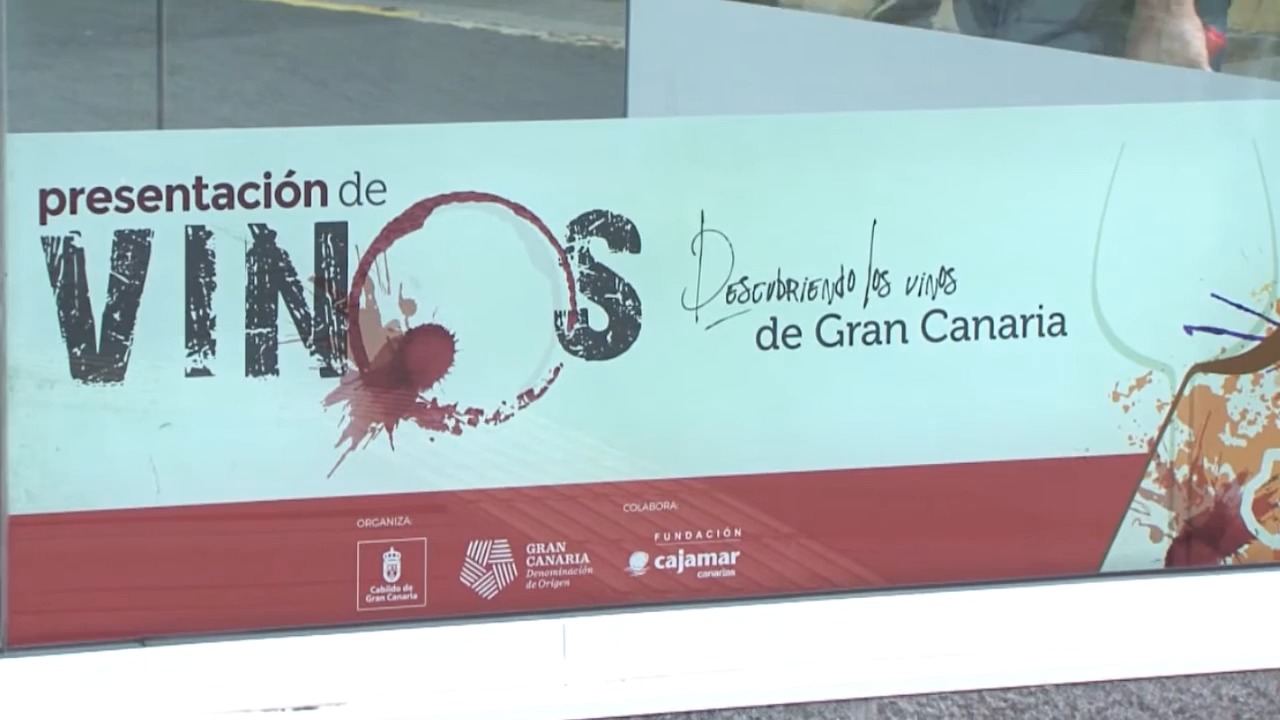 presentación de
VINOS
Descubriendo los vinos
de Gran Canaria
ORGANIZA:
Cabildo de
Gran Canaria
GRAN
CANARIA
Denominación
de Origen
COLABORA:
FUNDACIÓN
cajamar
canarias